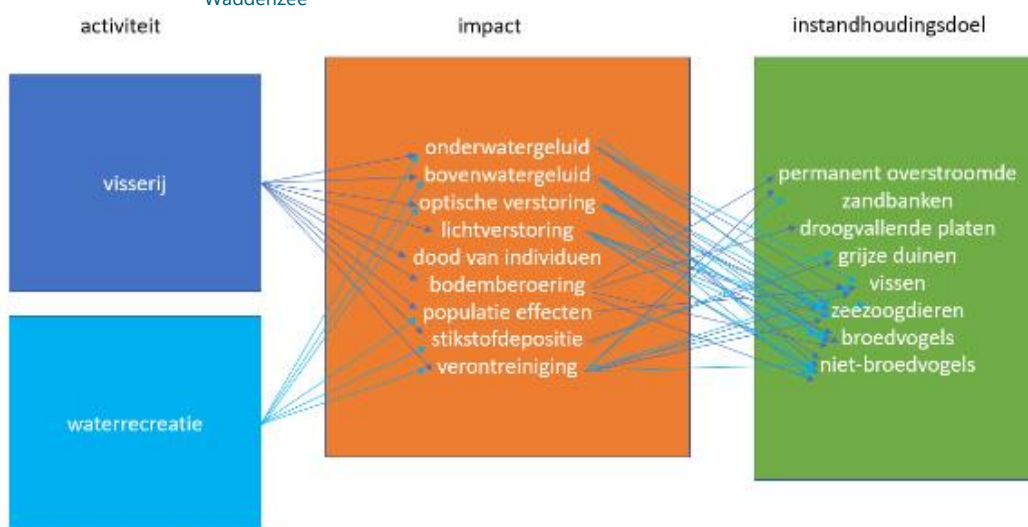 Waddenzee
activiteit
impact
instandhoudingsdoel
visserij
waterrecreatie
onderwatergeluid
bovenwatergeluid
optische verstoring
lichtverstoring
dood van individuen
bodemberoering
populatie effecten
stikstofdepositie
verontreiniging
permanent overstroomde
zandbanken
droogvallende platen
grijze duinen
vissen
zeezoogdieren
broedvogels
niet-broedvogels